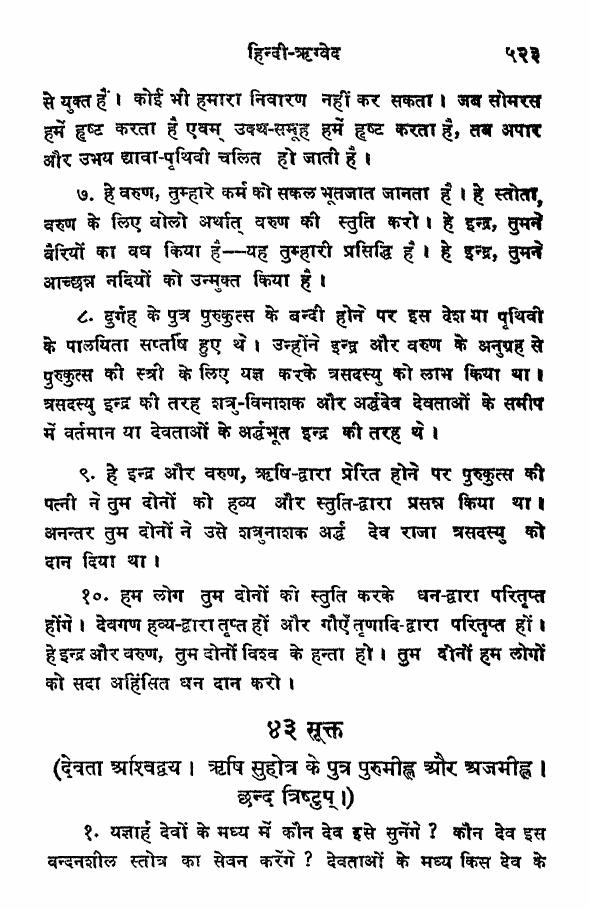 हिन्दी-ऋग्वेद ५२३
से युक्त हैं। कोई भी हमारा निवारण नहीं कर सकता। जब सोमरस
हमें हृष्ट करता है एवम् उक्थ-समूह हमें हृष्ट करता है, तब अपार
और उभय द्यावा-पृथिवी चलित हो जाती है।
७. हे वरुण, तुम्हारे कर्म को सकल भूतजात जानता है। हे स्तोता,
वरुण के लिए बोलो अर्थात् वरुण की स्तुति करो। हे इन्द्र, तुमने
वैरियों का वध किया है—यह तुम्हारी प्रसिद्धि है। हे इन्द्र, तुमने
आच्छन्न नदियों को उन्मुक्त किया है।
८. दुर्गह के पुत्र पुरुकुत्स के बन्दी होने पर इस देश या पृथिवी
के पालयिता सप्तर्षि हुए थे। उन्होंने इन्द्र और वरुण के अनुग्रह से
पुरुकुत्स की स्त्री के लिए यज्ञ करके त्रसदस्यु को लाभ किया था।
त्रसदस्यु इन्द्र की तरह शत्रु-विनाशक और अर्द्धदेव देवताओं के समीप
में वर्तमान या देवताओं के अर्द्धभूत इन्द्र की तरह थे।
९. हे इन्द्र और वरुण, ऋषि-द्वारा प्रेरित होने पर पुरुकुत्स की
पत्नी ने तुम दोनों को हव्य और स्तुति-द्वारा प्रसन्न किया था।
अनन्तर तुम दोनों ने उसे शत्रुनाशक अर्द्ध देव राजा त्रसदस्यु को
दान दिया था।
१०. हम लोग तुम दोनों को स्तुति करके धन-द्वारा परितृप्त
होंगे। देवगण हव्य-द्वारा तृप्त हों और गौएँ तृणादि-द्वारा परितृप्त हों।
हे इन्द्र और वरुण, तुम दोनों विश्व के हन्ता हो। तुम दोनों हम लोगों
को सदा अहिंसित धन दान करो।
४३ सूक्त
(देवता अश्विद्वय। ऋषि सुहोत्र के पुत्र पुरुमीह्ल और अजमीह्ल।
छन्द त्रिष्टुप्।)
१. यज्ञार्ह देवों के मध्य में कौन देव इसे सुनेंगे? कौन देव इस
वन्दनशील स्तोत्र का सेवन करेंगे? देवताओं के मध्य किस देव के